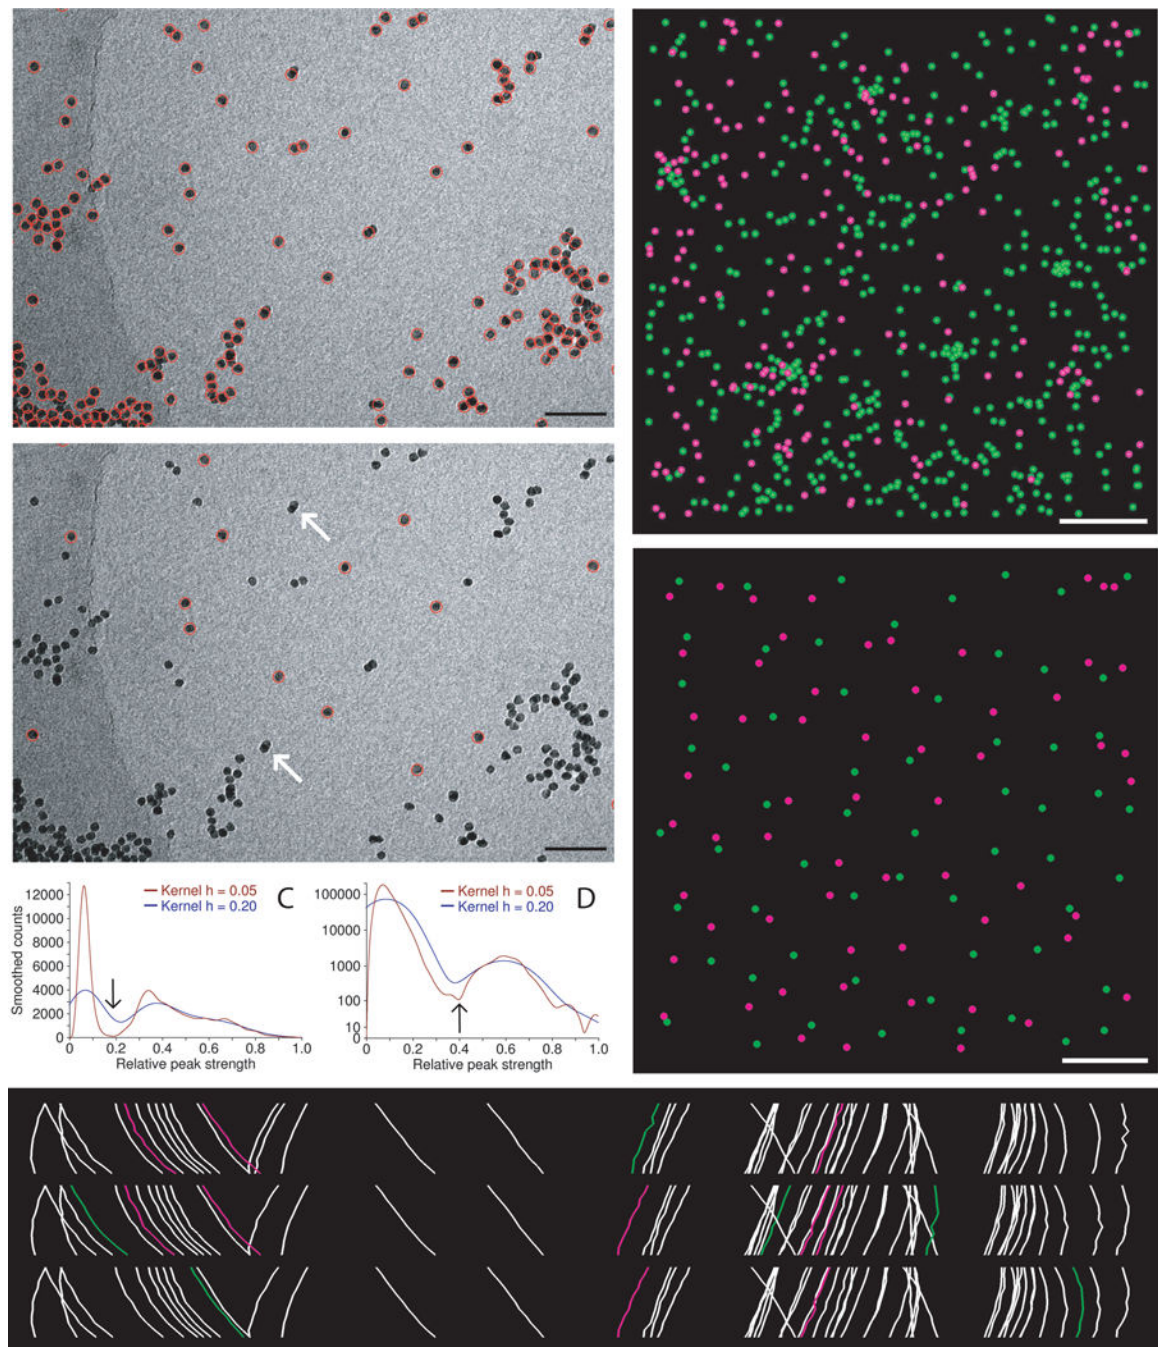 Kernel h = 0.05
Kernel h = 0.20
C
12000
10000
8000
6000
4000
2000
0
Smoothed counts
0 0.2 0.4 0.6 0.8 1.0
Relative peak strength
Kernel h = 0.05
Kernel h = 0.20
D
100000
10000
1000
100
10
0
0 0.2 0.4 0.6 0.8 1.0
Relative peak strength